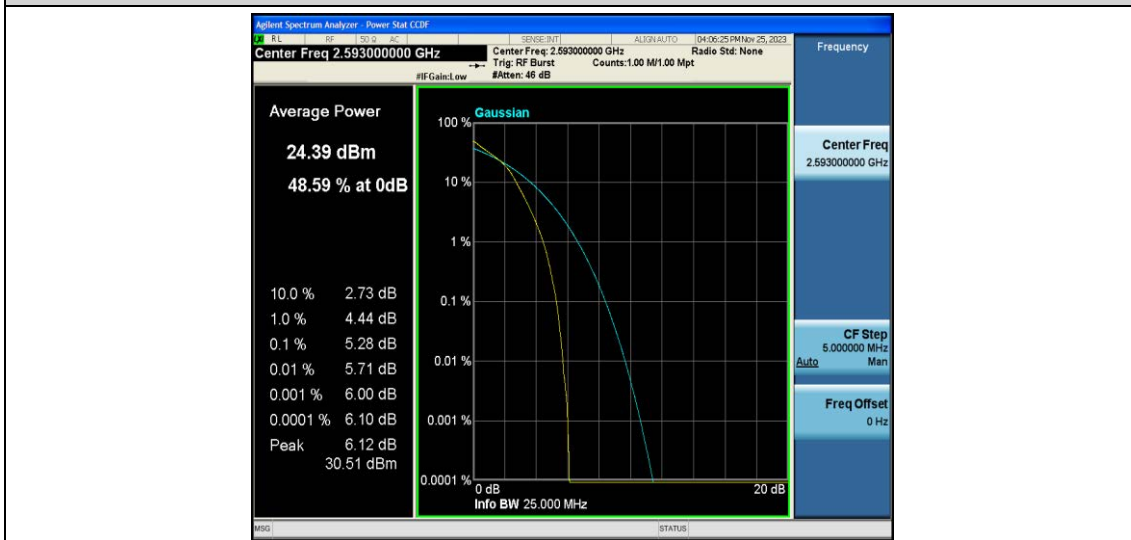 Agilent Spectrum Analyzer - Power Stat CCDF
RL RF 50 Ω AC SENSE:INT ALIGN AUTO 04:06:25 PM Nov 25, 2023
Center Freq 2.593000000 GHz
Center Freq: 2.593000000 GHz Radio Std: None
Trig: RF Burst Counts:1.00 M/1.00 Mpt
#IFGain:Low #Atten: 46 dB
Frequency
Average Power
24.39 dBm
48.59 % at 0dB
10.0 % 2.73 dB
1.0 % 4.44 dB
0.1 % 5.28 dB
0.01 % 5.71 dB
0.001 % 6.00 dB
0.0001 % 6.10 dB
Peak 6.12 dB
30.51 dBm
Gaussian
100 %
10 %
1 %
0.1 %
0.01 %
0.001 %
0.0001 %
0 dB 20 dB
Info BW 25.000 MHz
Center Freq
2.593000000 GHz
CF Step
5.000000 MHz
Auto Man
Freq Offset
0 Hz
MSG STATUS